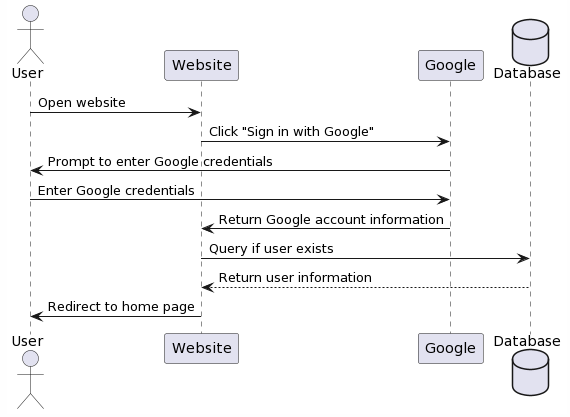 User
Website
Google
Database
Open website
Click "Sign in with Google"
Prompt to enter Google credentials
Enter Google credentials
Return Google account information
Query if user exists
Return user information
Redirect to home page
User
Website
Google
Database